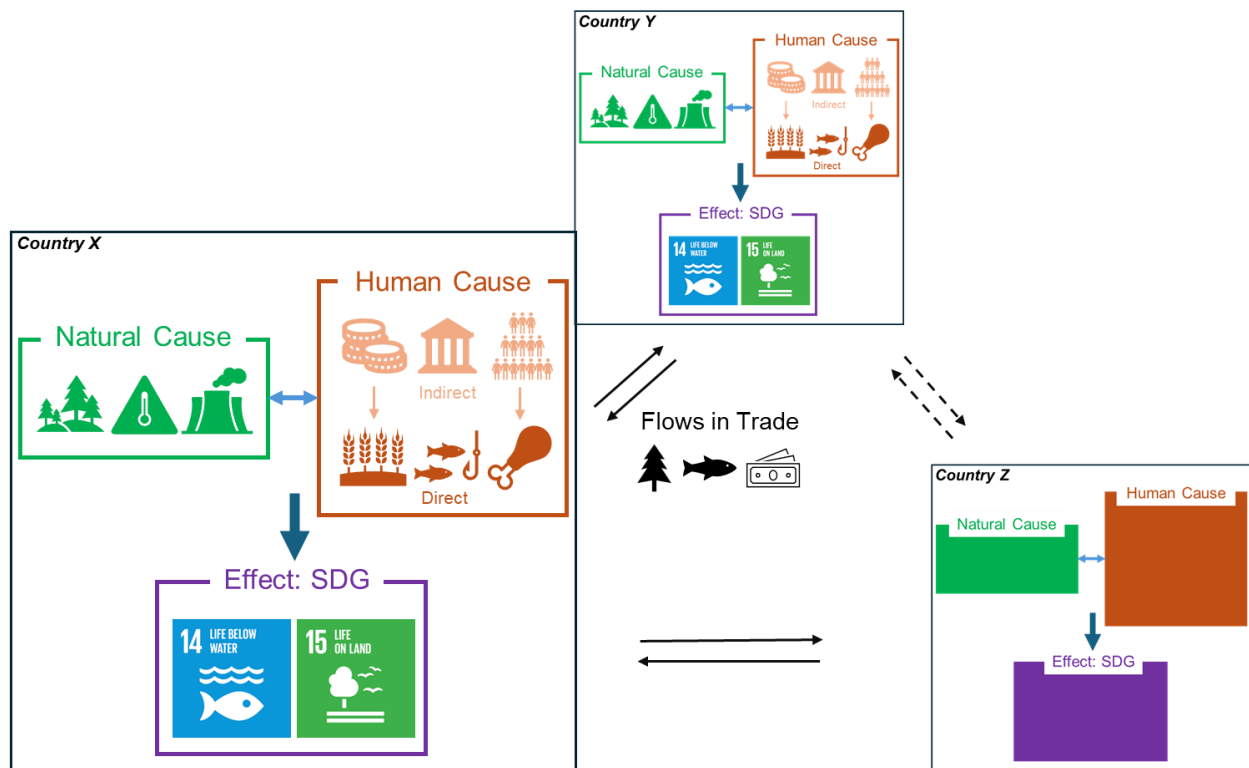 Country Y
Human Cause
Natural Cause
Indirect
Direct
Effect: SDG
14 LIFE BELOW
WATER
15 LIFE
ON LAND
Country X
Human Cause
Natural Cause
Indirect
Direct
Effect: SDG
14 LIFE BELOW
WATER
15 LIFE
ON LAND
Flows in Trade
Country Z
Human Cause
Natural Cause
Effect: SDG